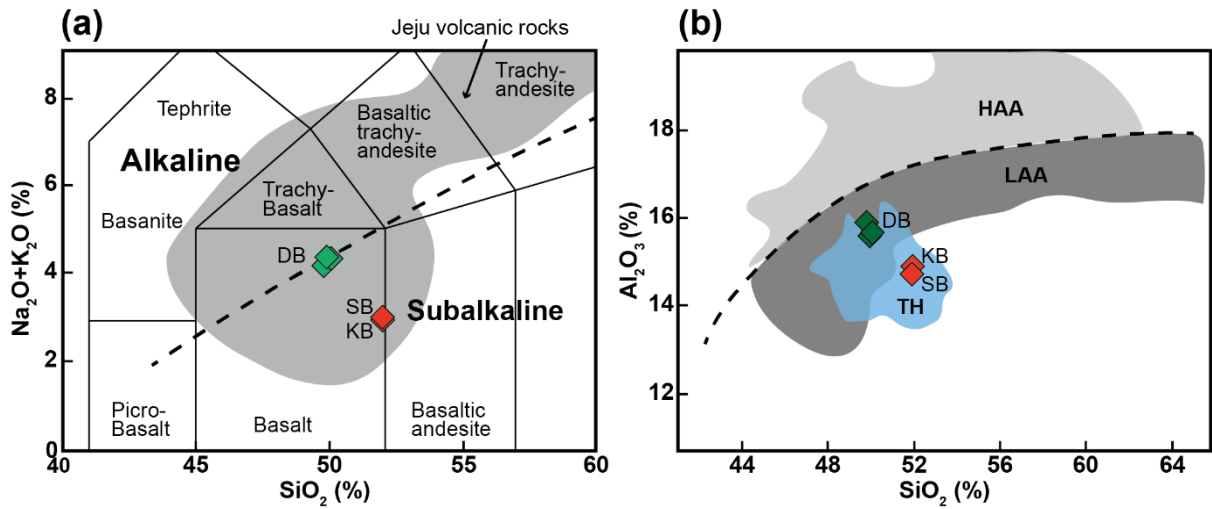 (a)
Jeju volcanic rocks
Trachy-
andesite
Tephrite
Basaltic
trachy-
andesite
Alkaline
Trachy-
Basalt
Basanite
DB
SB
KB
Subalkaline
Picro-
Basalt
Basalt
Basaltic
andesite
8
6
4
2
0
Na₂O+K₂O (%)
40
45
50
55
60
SiO₂ (%)
(b)
HAA
LAA
DB
KB
SB
TH
18
16
14
12
Al₂O₃ (%)
44
48
52
56
60
64
SiO₂ (%)